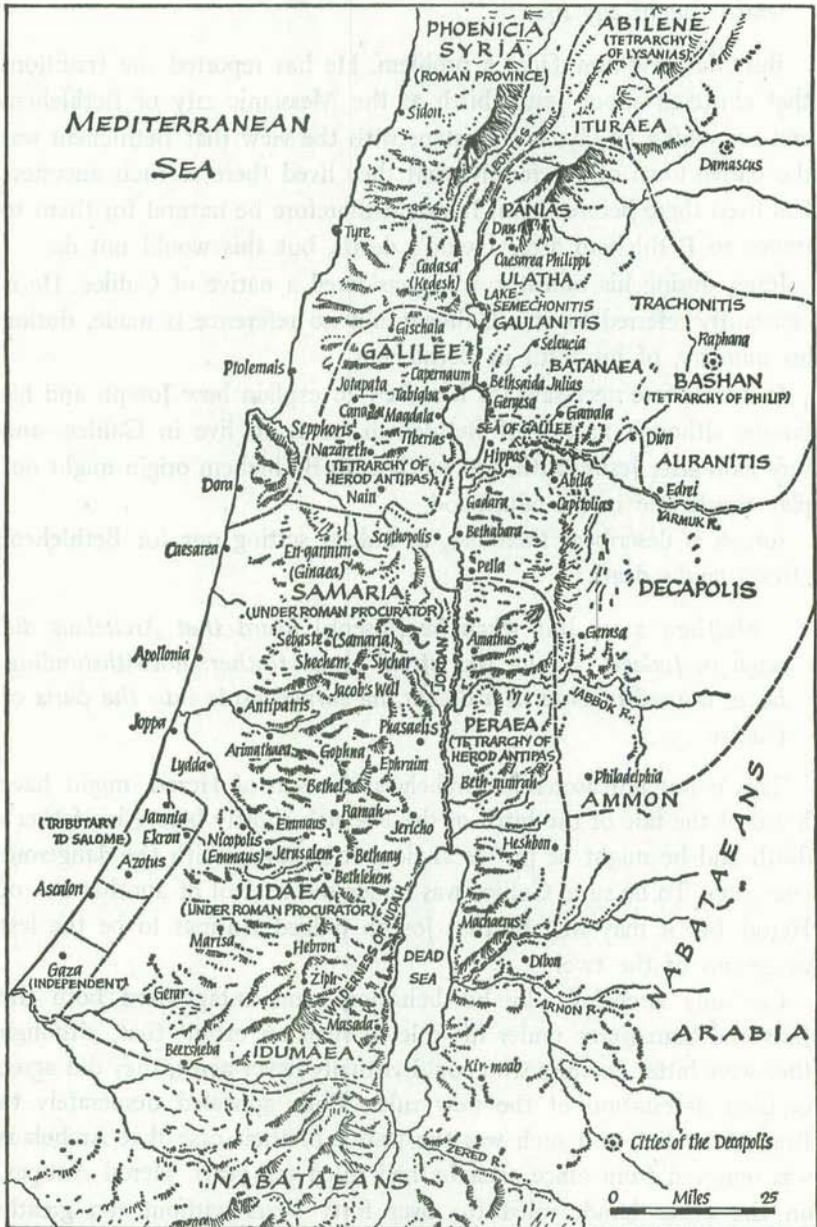 PHOENICIA
SYRIA
(ROMAN PROVINCE)
ABILENE
(TETRARCHY
OF LYSANIAS)
MEDITERRANEAN
SEA
Sidon
LEONTES R.
ITURAEA
Damascus
PANIAS
Dan
Tyre
Caesarea Philippi
Cadasa
(Kedesh)
ULATHA
LAKE
SEMECHONITIS
TRACHONITIS
Gischala
GAULANITIS
GALILEE
Seleucia
Raphana
Ptolemais
Capernaum
BATANAEA
BASHAN
(TETRARCHY OF PHILIP)
Jotapata
Tabigha
Bethsaida Julias
Cana
Magdala
Gergesa
Gamala
Sepphoris
Tiberias
SEA OF GALILEE
Dion
Nazareth
Hippos
AURANITIS
(TETRARCHY OF
HEROD ANTIPAS)
Abila
Dora
Nain
Edrei
Gadara
Capitolias
YARMUK R.
Bethabara
Caesarea
Scythopolis
En-gannim
(Ginaea)
Pella
SAMARIA
DECAPOLIS
(UNDER ROMAN PROCURATOR)
Sebaste (Samaria)
Amathus
Gerasa
Apollonia
Shechem
Sychar
JORDAN R.
Jacob's Well
JABBOK R.
Antipatris
PERAEA
Joppa
Phasaelis
(TETRARCHY OF
HEROD ANTIPAS)
Arimathaea
Gophna
Ephraim
Lydda
Philadelphia
Bethel
Beth-nimrah
AMMON
Ramah
Jamnia
Emmaus
Jericho
(TRIBUTARY
TO SALOME)
Ekron
Nicopolis
(Emmaus)
Jerusalem
Bethany
Heshbon
Azotus
Bethlehem
Ascalon
JUDAEA
(UNDER ROMAN PROCURATOR)
Machaerus
WILDERNESS OF JUDAEA
Marisa
Hebron
DEAD
SEA
NABATAEANS
Gaza
(INDEPENDENT)
Ziph
Dibon
Gerar
ARNON R.
Masada
ARABIA
Beersheba
IDUMAEA
Kir-moab
Cities of the Decapolis
ZERED R.
NABATAEANS
0 Miles 25